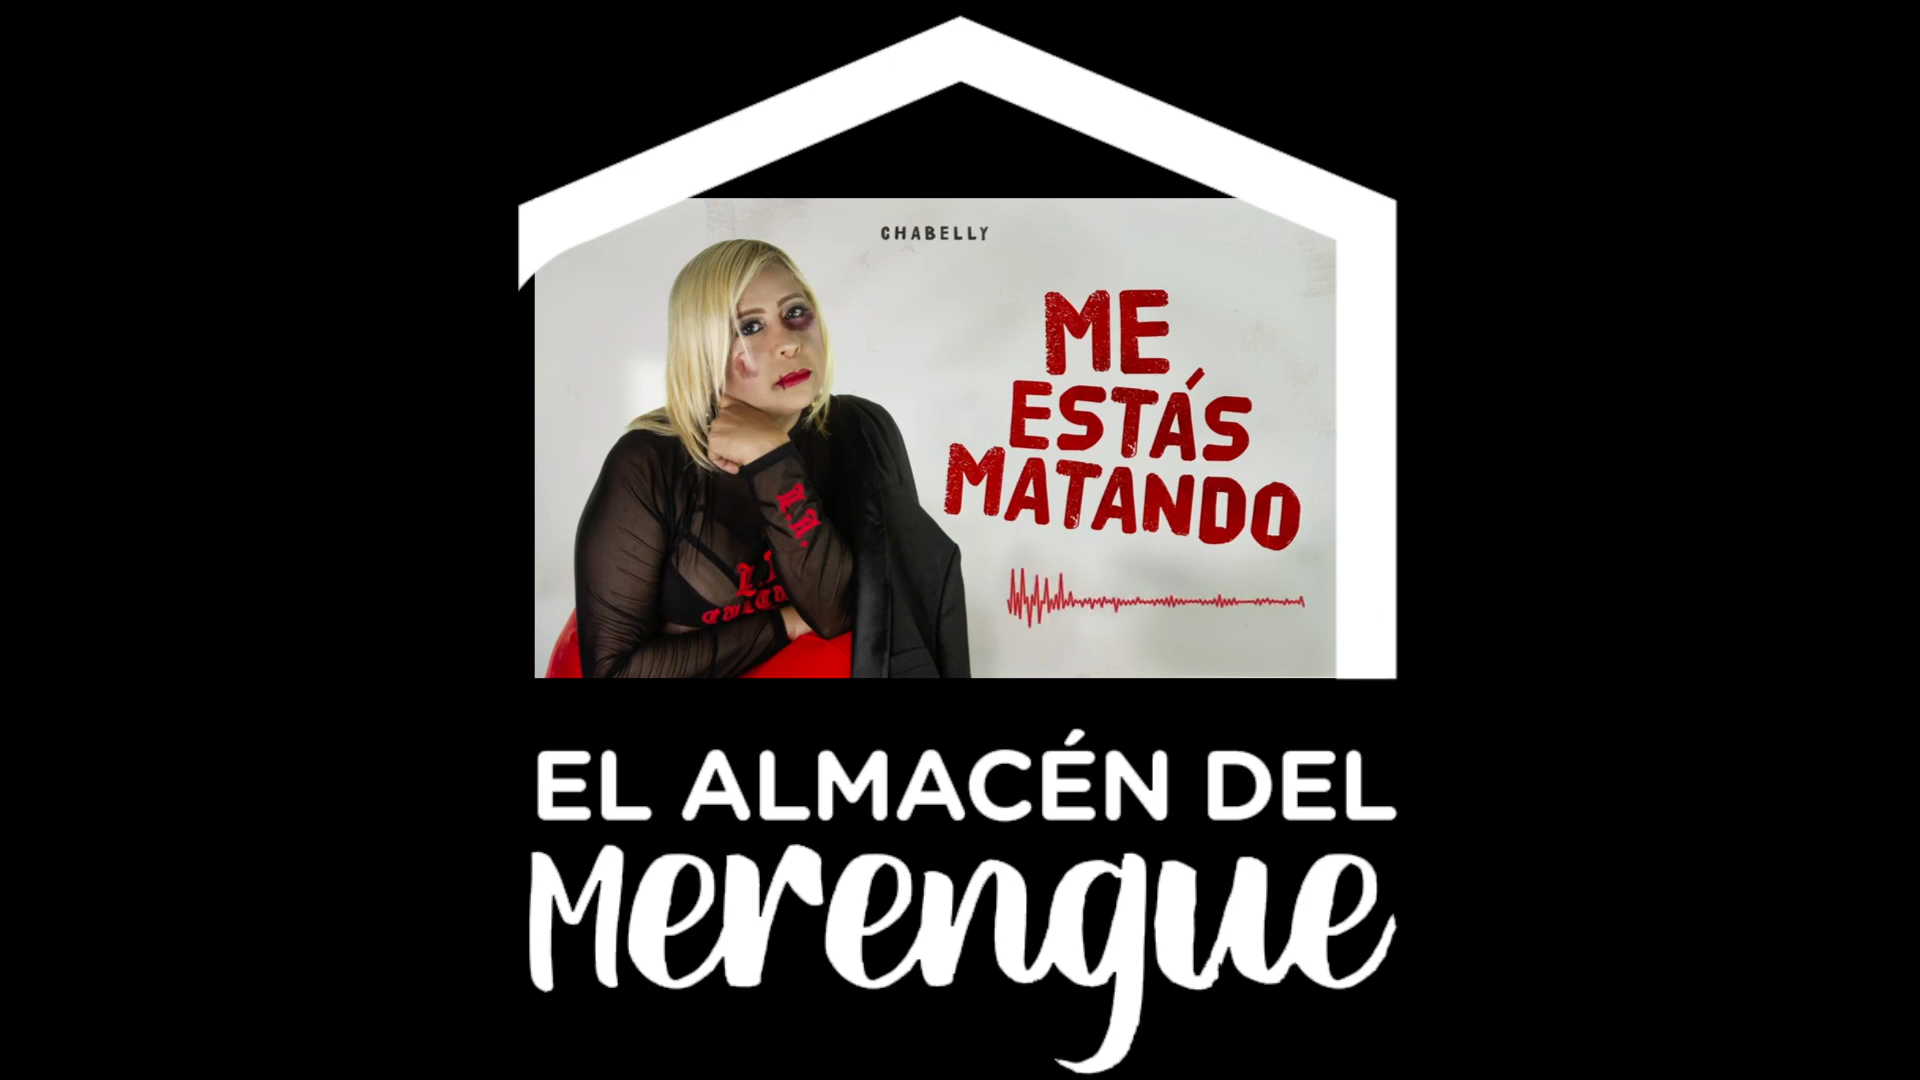 CHABELLY
ME
ESTÁS
MATANDO
EL ALMACÉN DEL
Merengue